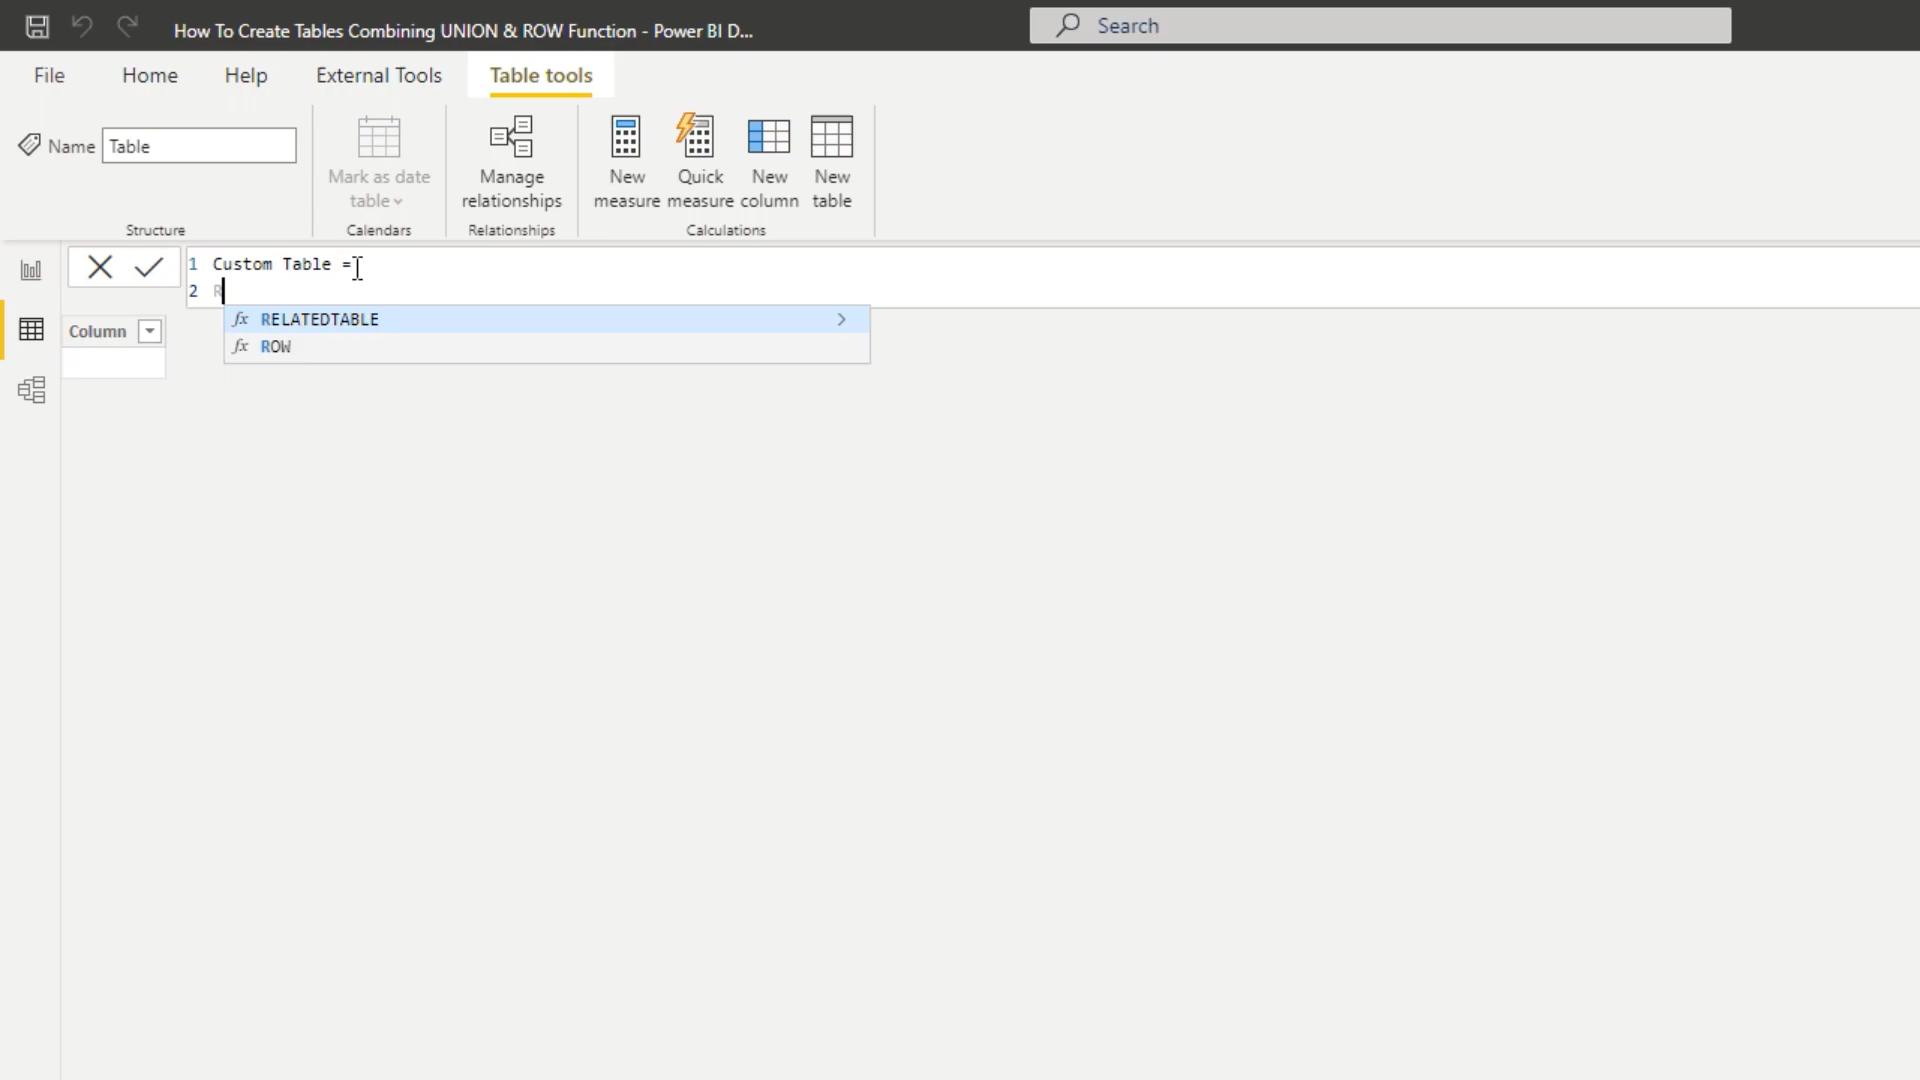 How To Create Tables Combining UNION & ROW Function - Power BI D...
Search
File Home Help External Tools Table tools
Name Table
Mark as date
table
Manage
relationships
New
measure
Quick
measure
New
column
New
table
Structure Calendars Relationships Calculations
1 Custom Table =
2 R
fx RELATEDTABLE
fx ROW
Column